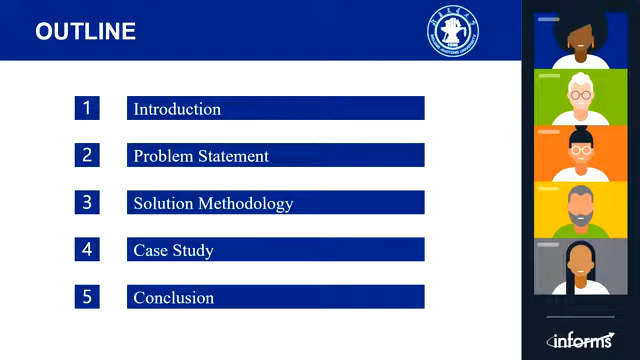 OUTLINE
1 Introduction
2 Problem Statement
3 Solution Methodology
4 Case Study
5 Conclusion
informs